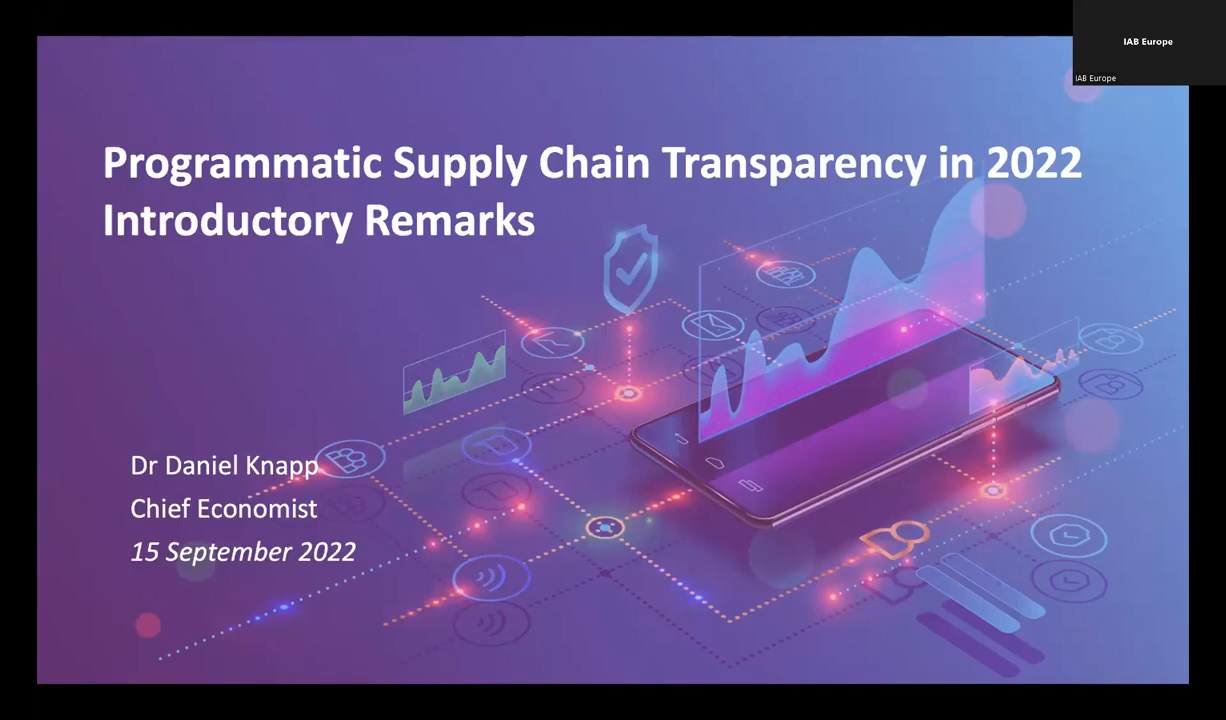 IAB Europe
IAB Europe
Programmatic Supply Chain Transparency in 2022
Introductory Remarks
Dr Daniel Knapp
Chief Economist
15 September 2022